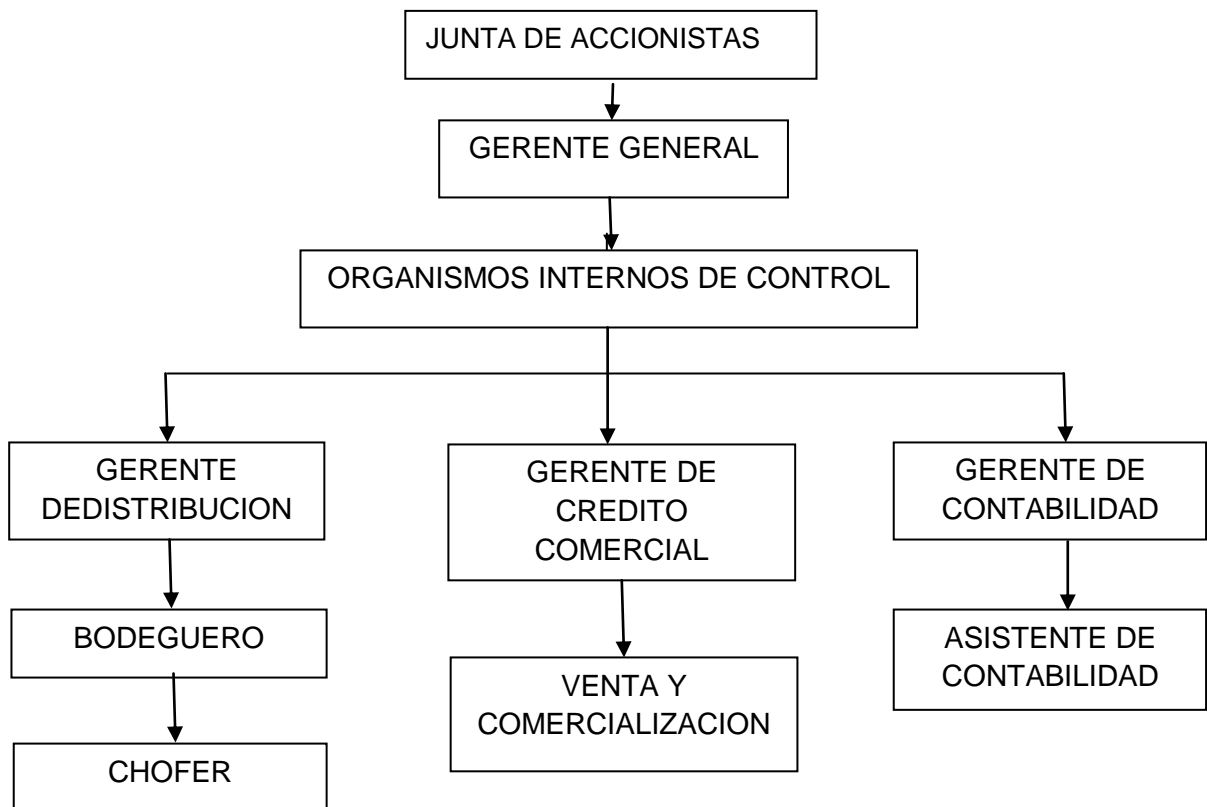 JUNTA DE ACCIONISTAS
GERENTE GENERAL
ORGANISMOS INTERNOS DE CONTROL
GERENTE
DEDISTRIBUCION
GERENTE DE
CREDITO
COMERCIAL
GERENTE DE
CONTABILIDAD
BODEGUERO
VENTA Y
COMERCIALIZACION
ASISTENTE DE
CONTABILIDAD
CHOFER